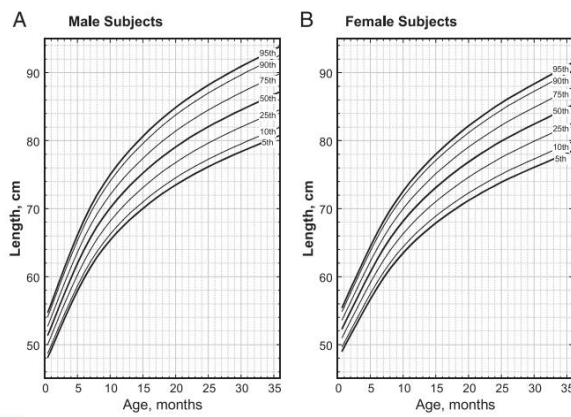 A Male Subjects
Length, cm
90
80
70
60
50
95th
90th
75th
50th
25th
10th
5th
0 5 10 15 20 25 30 35
Age, months
B Female Subjects
Length, cm
90
80
70
60
50
95th
90th
75th
50th
25th
10th
5th
0 5 10 15 20 25 30 35
Age, months